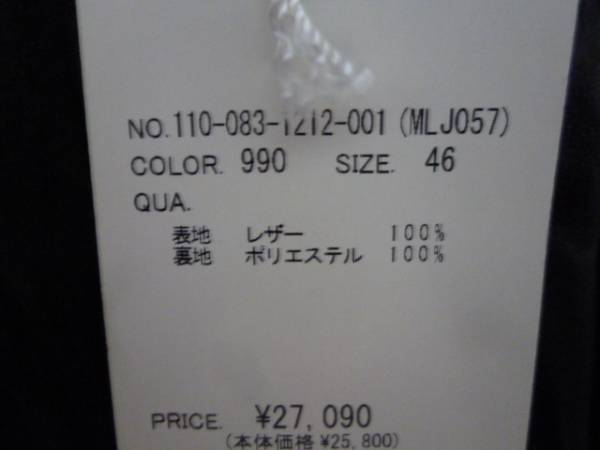 NO.110-083-1212-001 (MLJ057)
COLOR. 990 SIZE. 46
QUA.
表地 レザー 100%
裏地 ポリエステル 100%
PRICE. ¥27,090
(本体価格 ¥25,800)